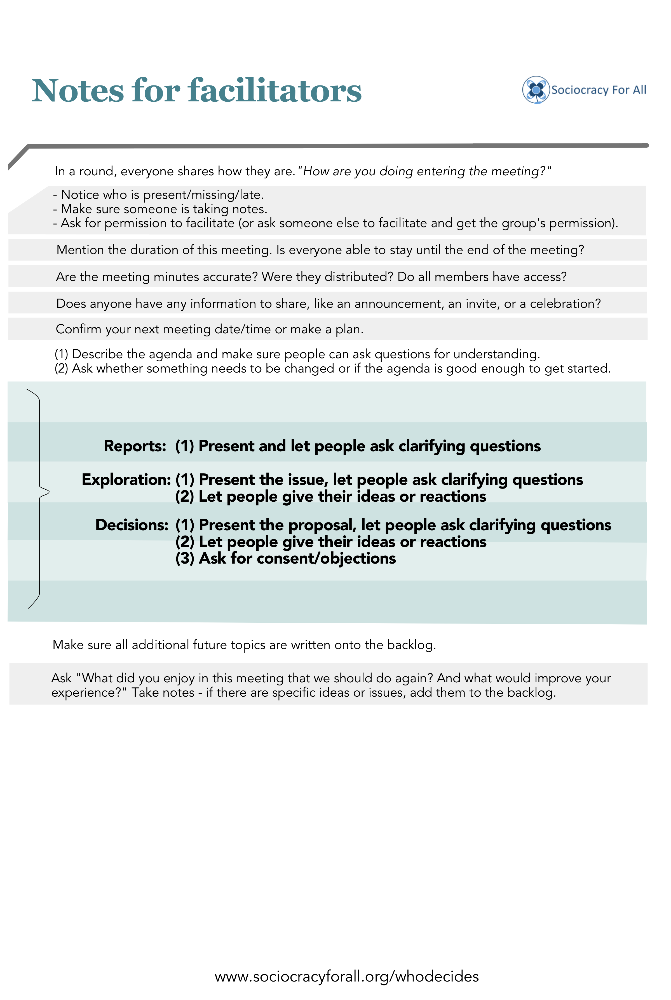 Notes for facilitators
Sociocracy For All
In a round, everyone shares how they are. "How are you doing entering the meeting?"
- Notice who is present/missing/late.
- Make sure someone is taking notes.
- Ask for permission to facilitate (or ask someone else to facilitate and get the group's permission).
Mention the duration of this meeting. Is everyone able to stay until the end of the meeting?
Are the meeting minutes accurate? Were they distributed? Do all members have access?
Does anyone have any information to share, like an announcement, an invite, or a celebration?
Confirm your next meeting date/time or make a plan.
(1) Describe the agenda and make sure people can ask questions for understanding.
(2) Ask whether something needs to be changed or if the agenda is good enough to get started.
Reports: (1) Present and let people ask clarifying questions
Exploration: (1) Present the issue, let people ask clarifying questions
(2) Let people give their ideas or reactions
Decisions: (1) Present the proposal, let people ask clarifying questions
(2) Let people give their ideas or reactions
(3) Ask for consent/objections
Make sure all additional future topics are written onto the backlog.
Ask "What did you enjoy in this meeting that we should do again? And what would improve your
experience?" Take notes - if there are specific ideas or issues, add them to the backlog.
www.sociocracyforall.org/whodecides